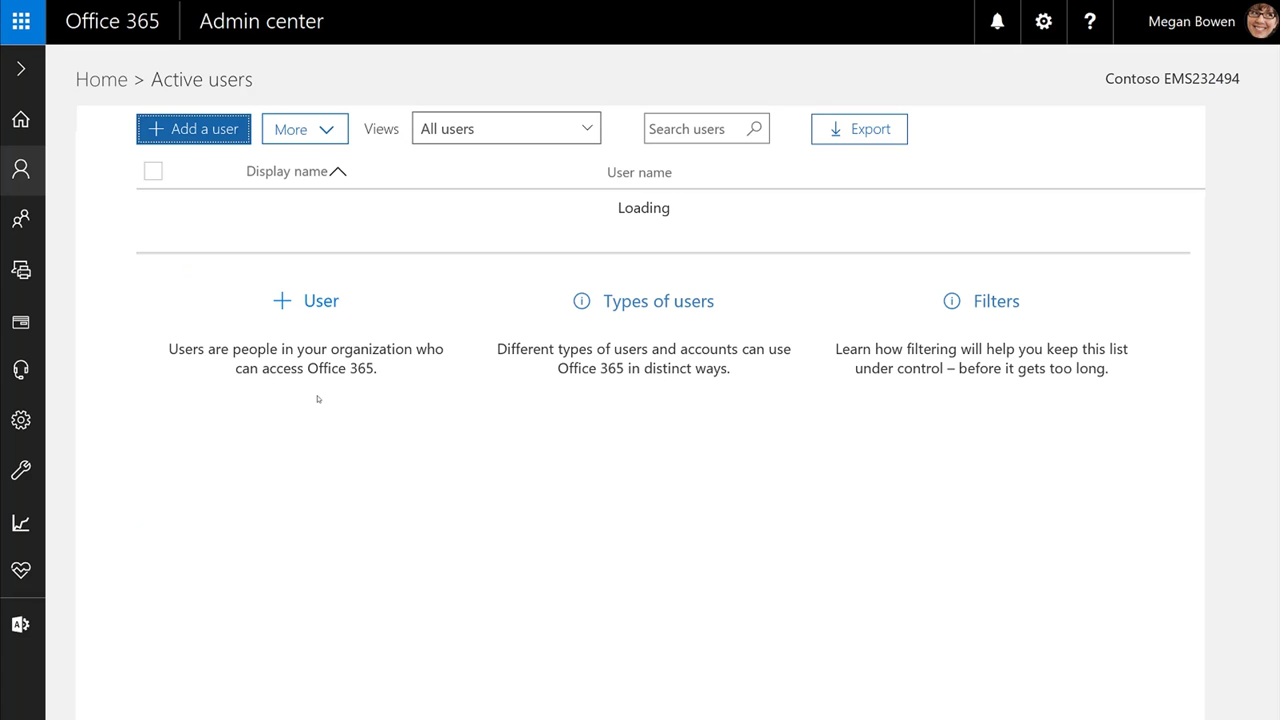 Office 365 Admin center Megan Bowen
Home > Active users Contoso EMS232494
Add a user More Views All users Search users Export
Display name User name
Loading
User Types of users Filters
Users are people in your organization who
can access Office 365.
Different types of users and accounts can use
Office 365 in distinct ways.
Learn how filtering will help you keep this list
under control – before it gets too long.